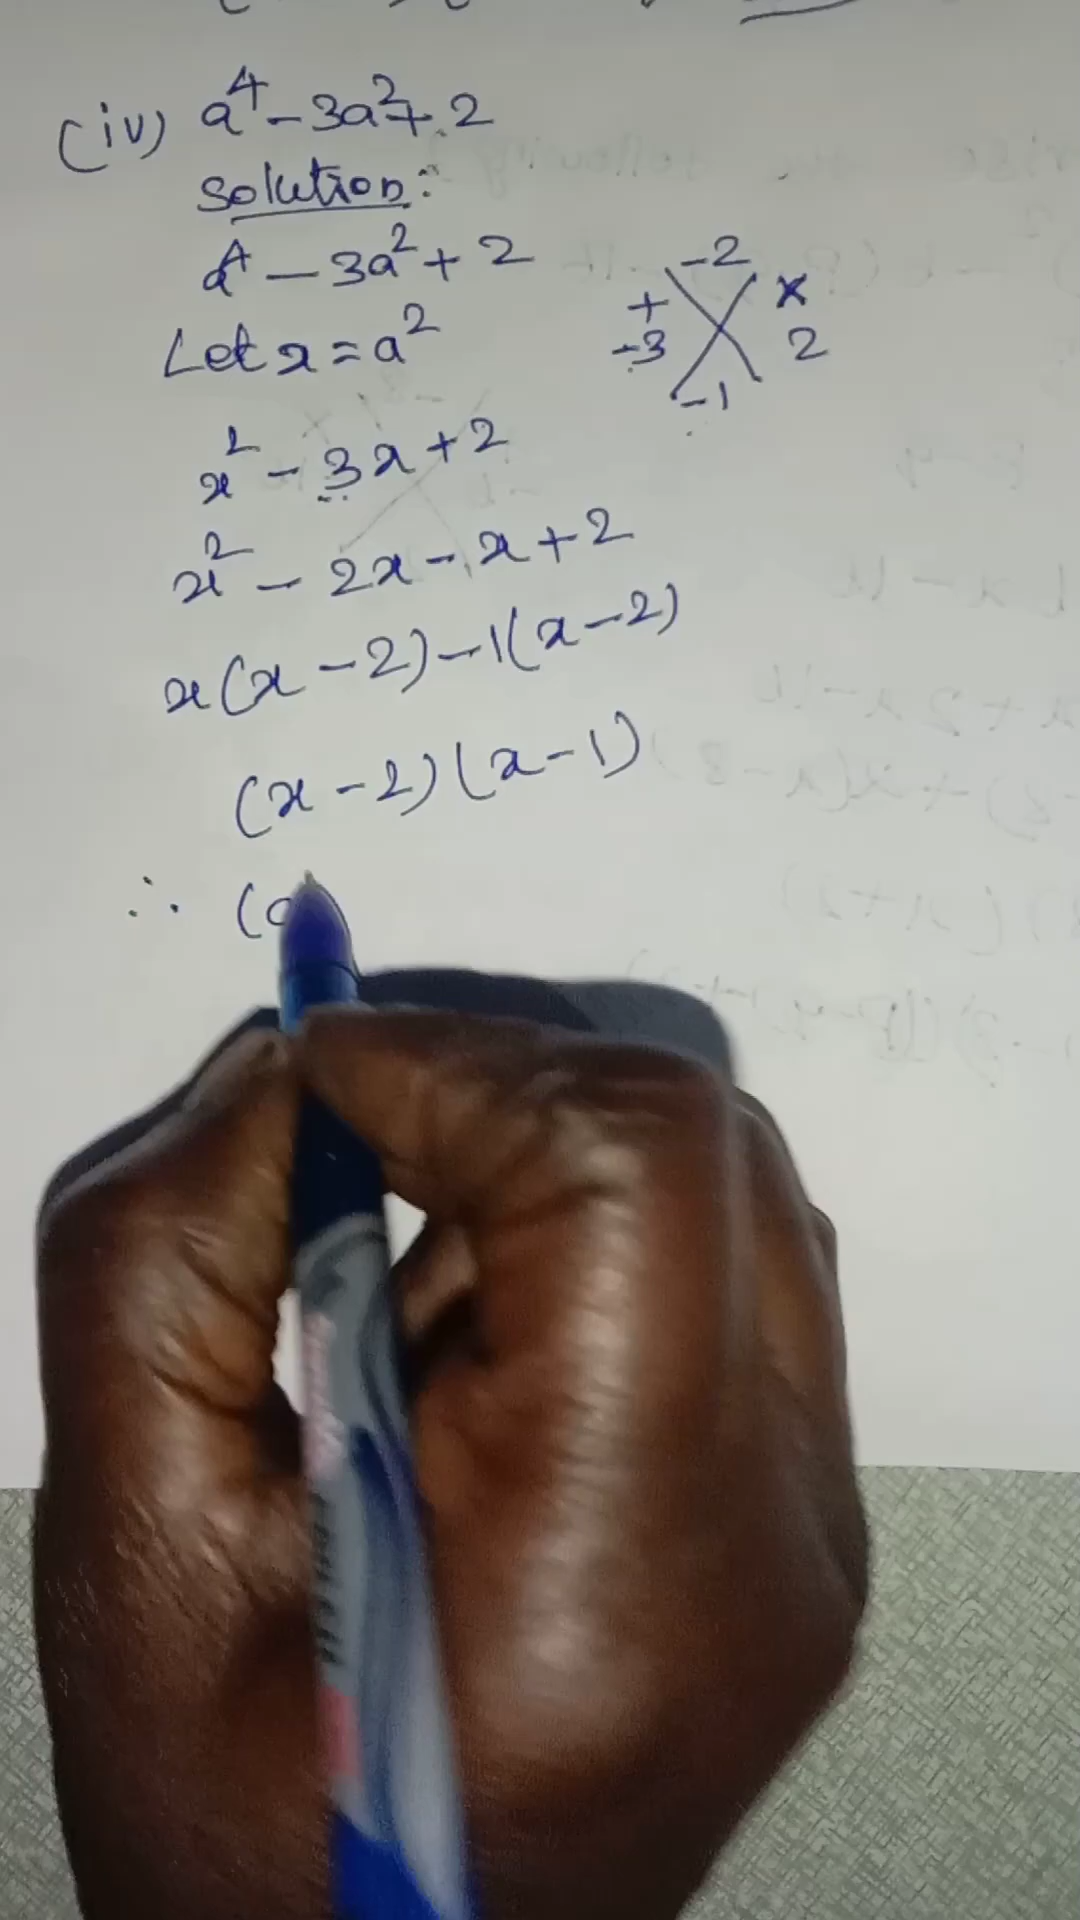 (iv) a⁴ - 3a² + 2
Solution:
a⁴ - 3a² + 2
Let x = a²
-2
+ ×
-3 2
-1
x² - 3x + 2
x² - 2x - x + 2
x(x - 2) - 1(x - 2)
(x - 2)(x - 1)
∴ (